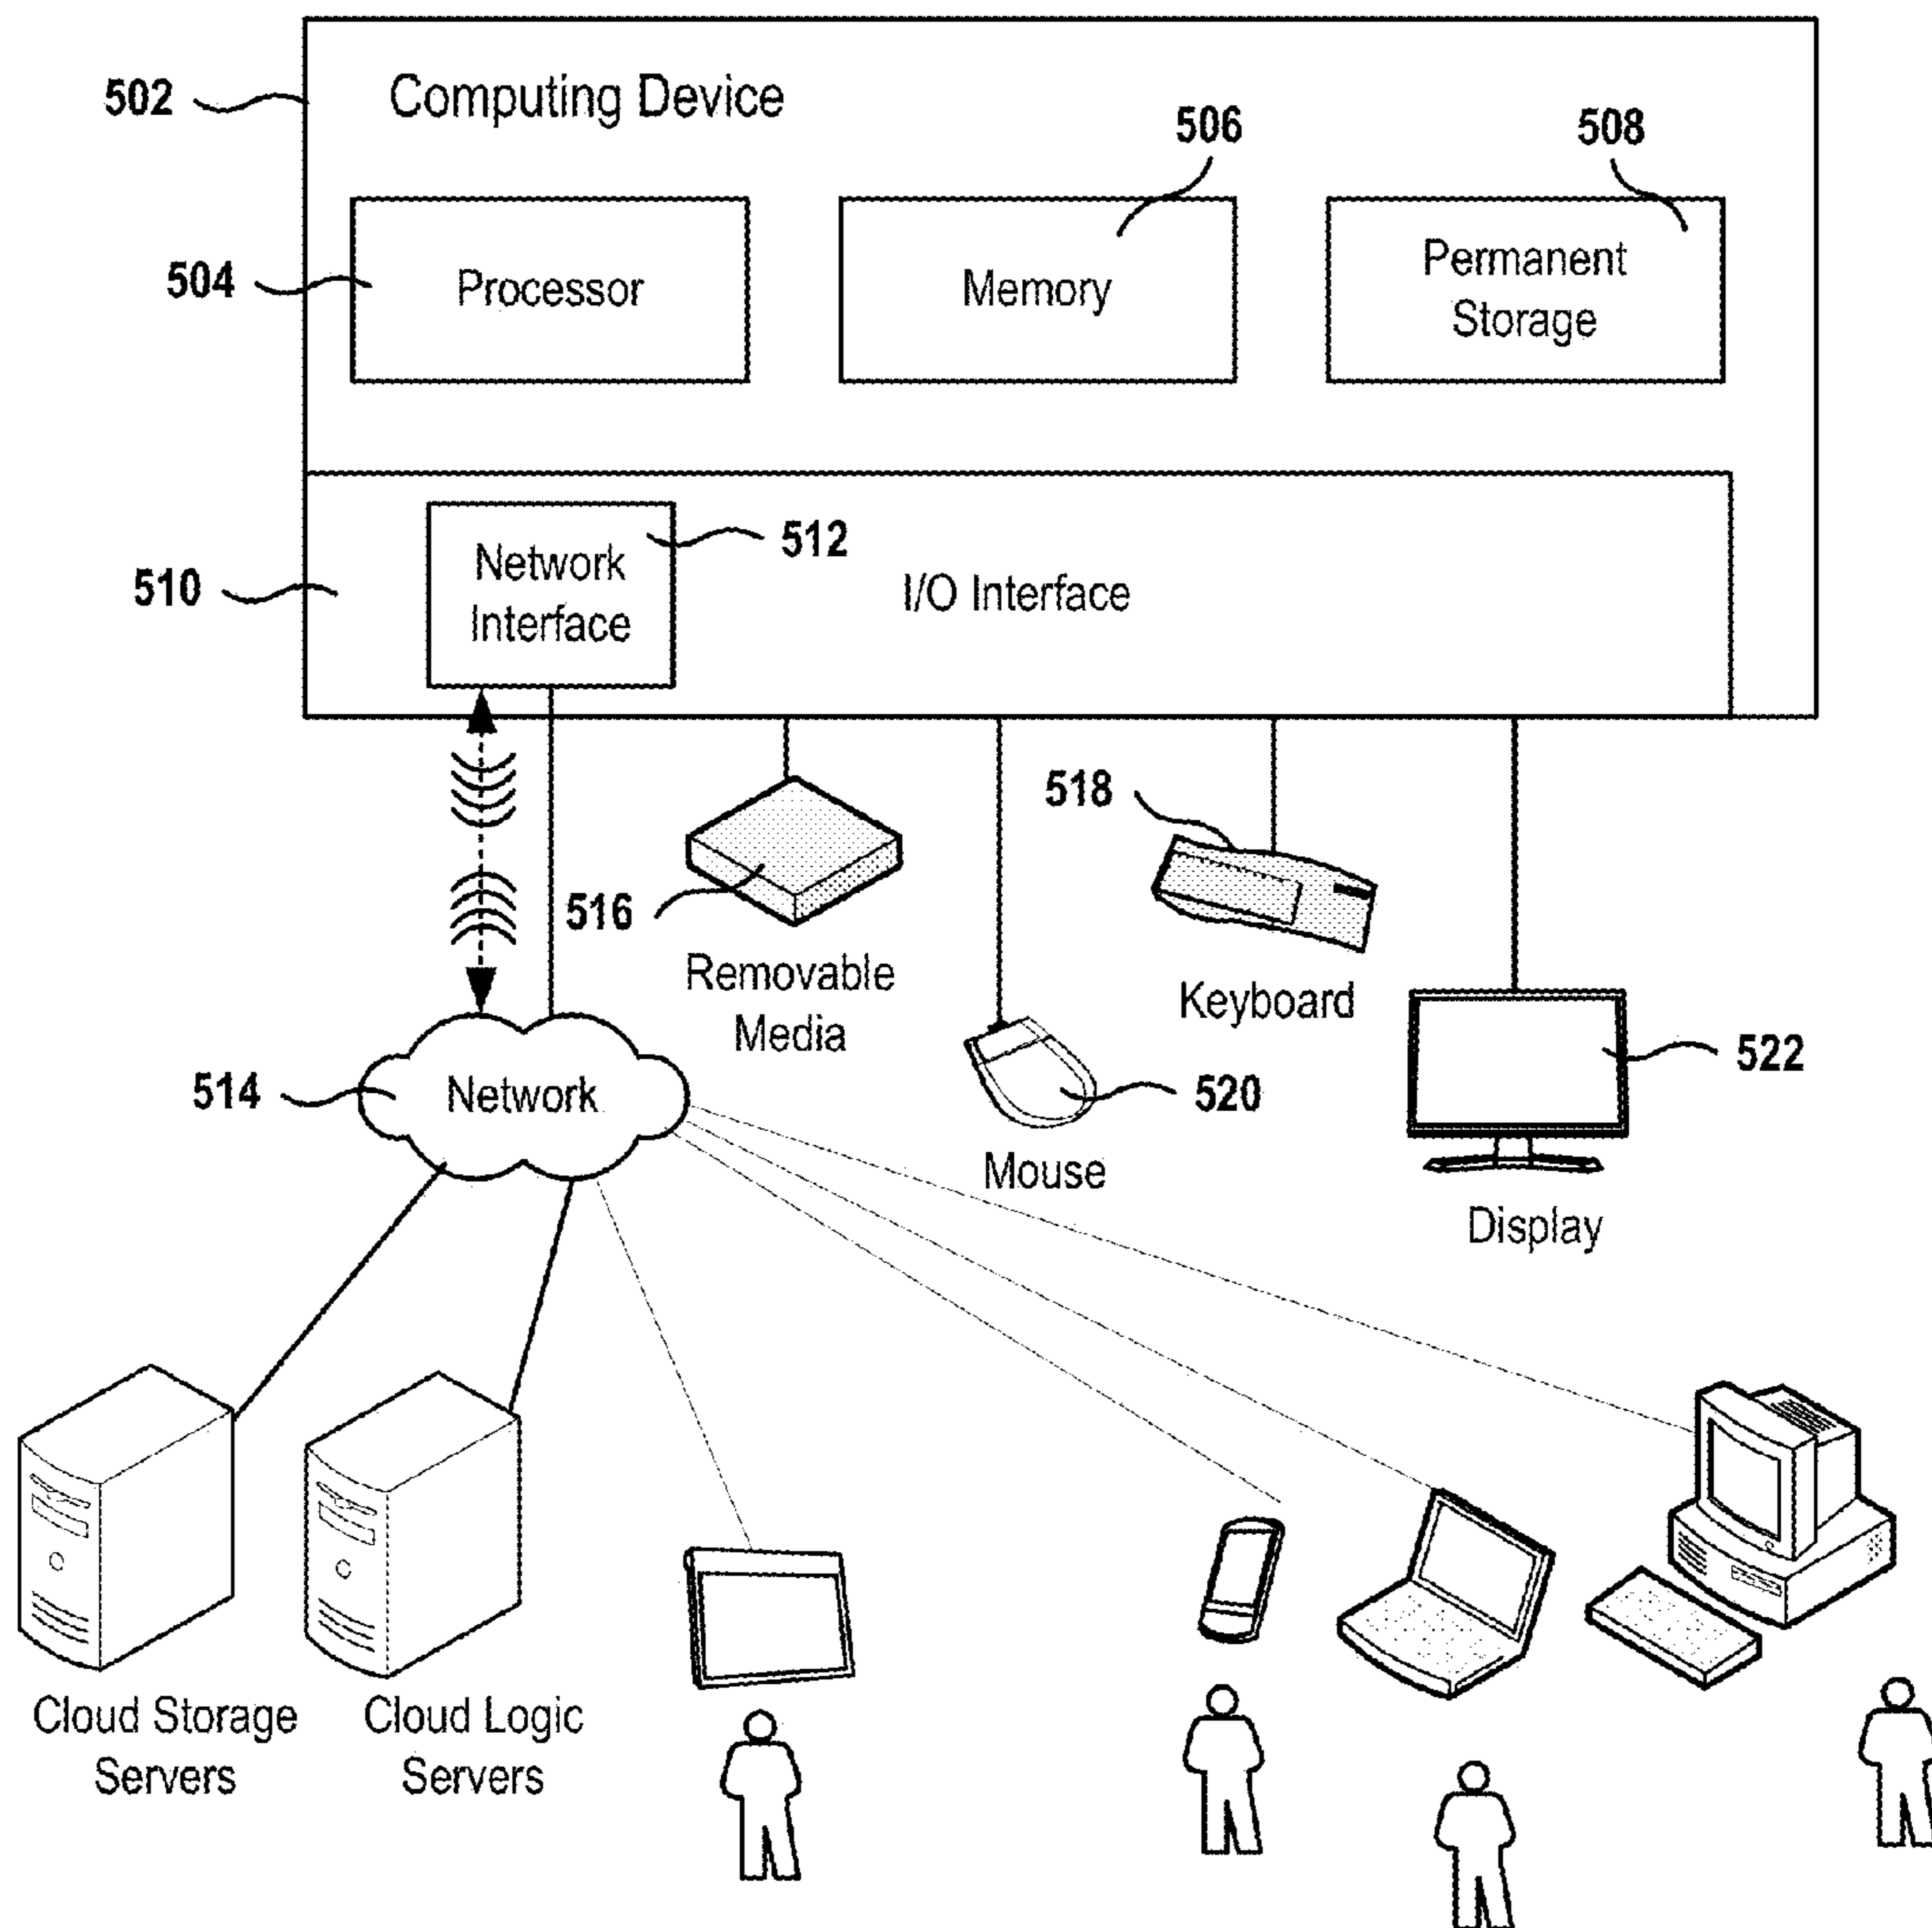 502
Computing Device
506
508
504
Processor
Memory
Permanent
Storage
510
Network
Interface
512
I/O Interface
518
516
Removable
Media
Keyboard
514
Network
520
522
Mouse
Display
Cloud Storage
Servers
Cloud Logic
Servers